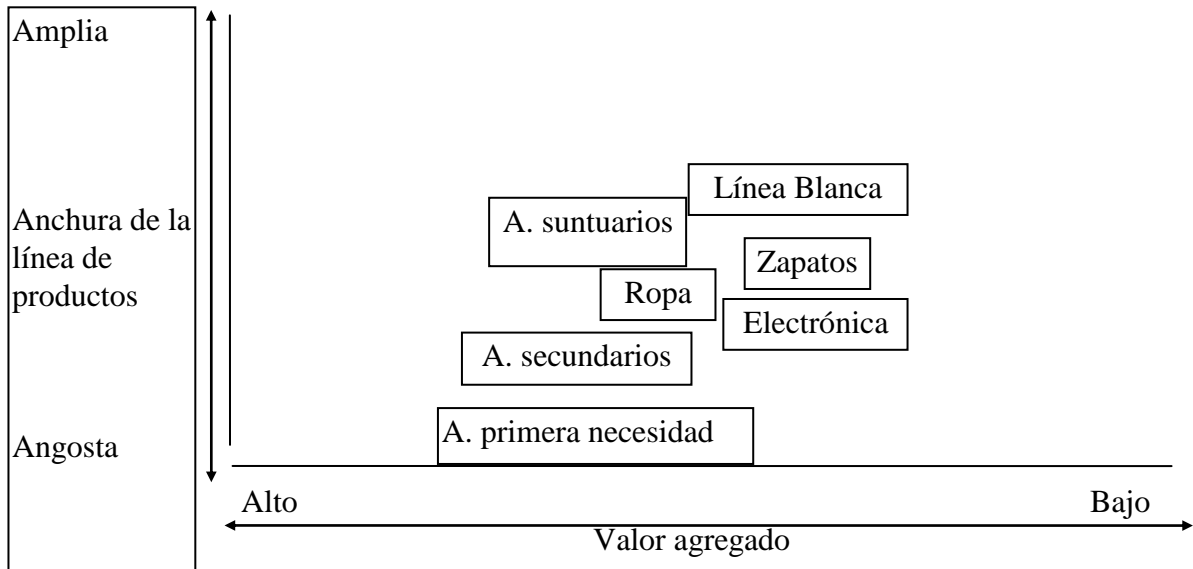 Amplia
Línea Blanca
A. suntuarios
Anchura de la
línea de
productos
Zapatos
Ropa
Electrónica
A. secundarios
A. primera necesidad
Angosta
Alto
Bajo
Valor agregado